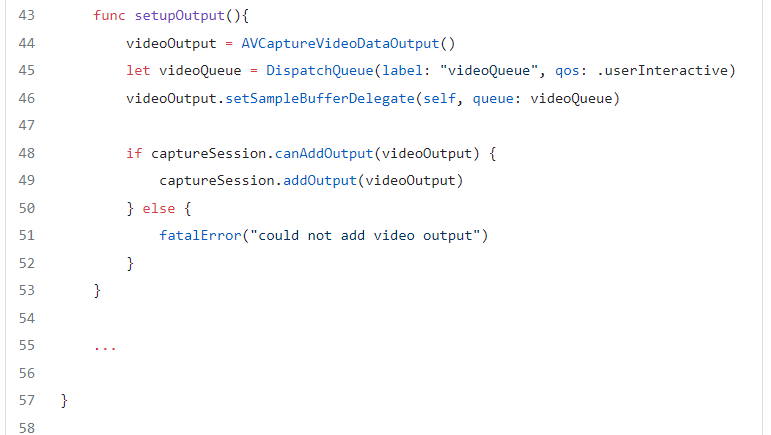 43 func setupOutput(){
44 videoOutput = AVCaptureVideoDataOutput()
45 let videoQueue = DispatchQueue(label: "videoQueue", qos: .userInteractive)
46 videoOutput.setSampleBufferDelegate(self, queue: videoQueue)
47
48 if captureSession.canAddOutput(videoOutput) {
49 captureSession.addOutput(videoOutput)
50 } else {
51 fatalError("could not add video output")
52 }
53 }
54
55 ...
56
57 }
58